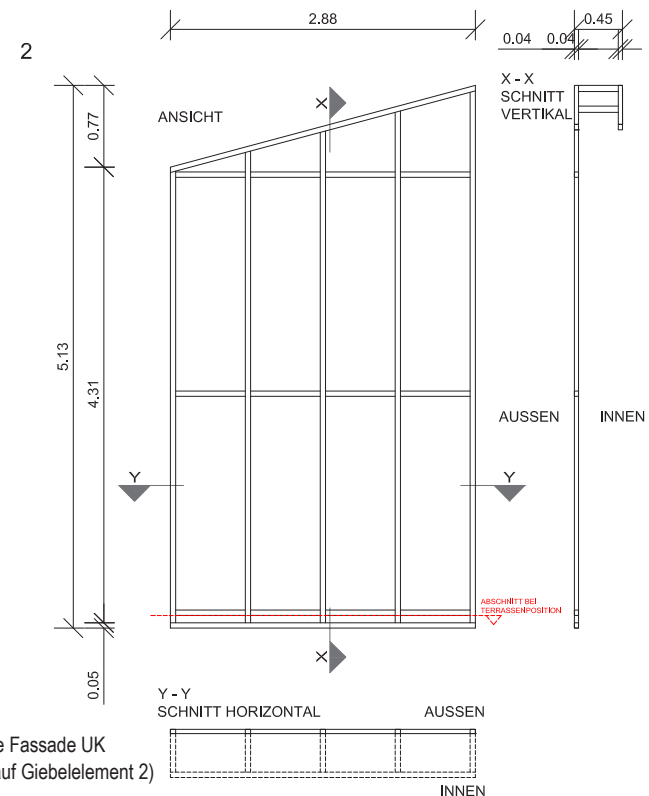 2.88
0.45
0.04
0.04
2
X - X
SCHNITT
VERTIKAL
ANSICHT
X
0.77
5.13
4.31
AUSSEN
INNEN
Y
Y
ABSCHNITT BEI
TERRASSENPOSITION
X
0.05
Y - Y
SCHNITT HORIZONTAL
AUSSEN
e Fassade UK
auf Giebelelement 2)
INNEN